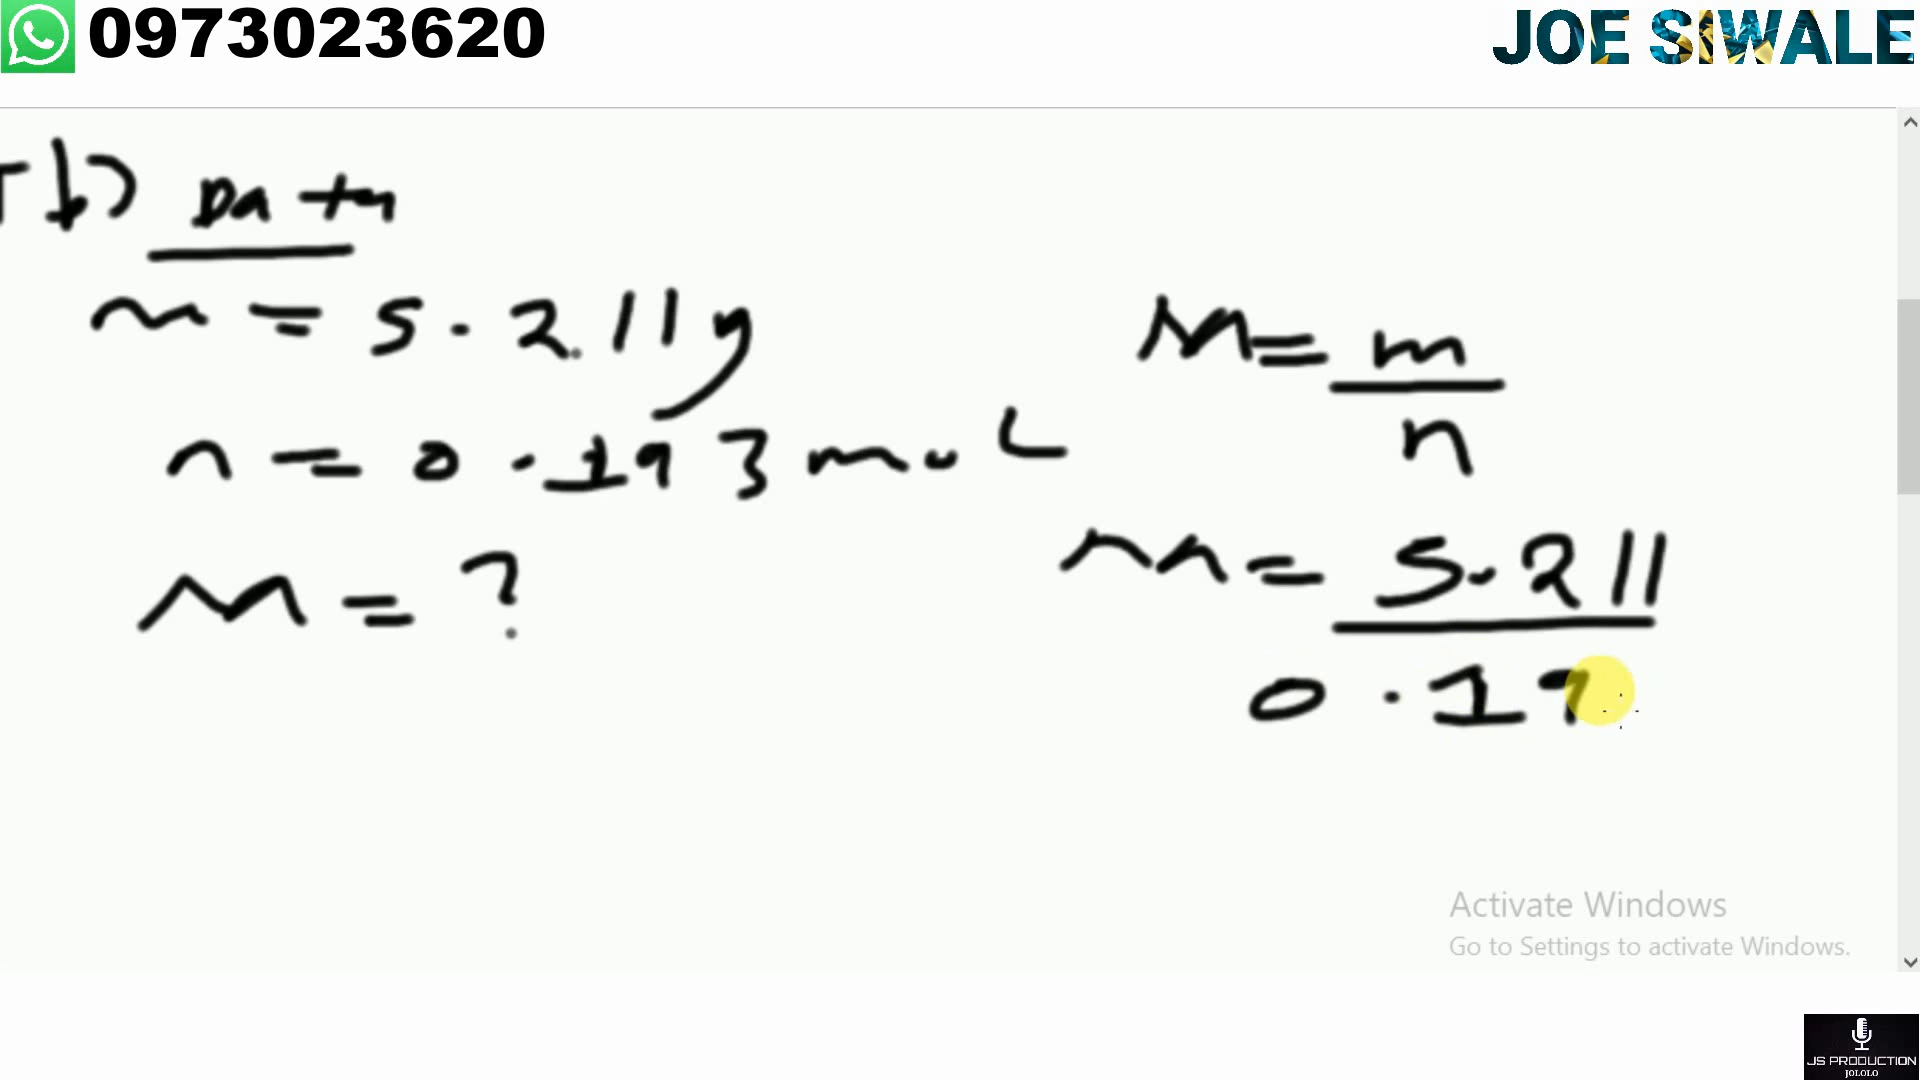 0973023620
JOE SIWALE
b) Data
m = 5.211g
n = 0.193 mol
M = ?
M = m
n
M = 5.211
0.19
Activate Windows
Go to Settings to activate Windows.
JS PRODUCTION
JOLOLO